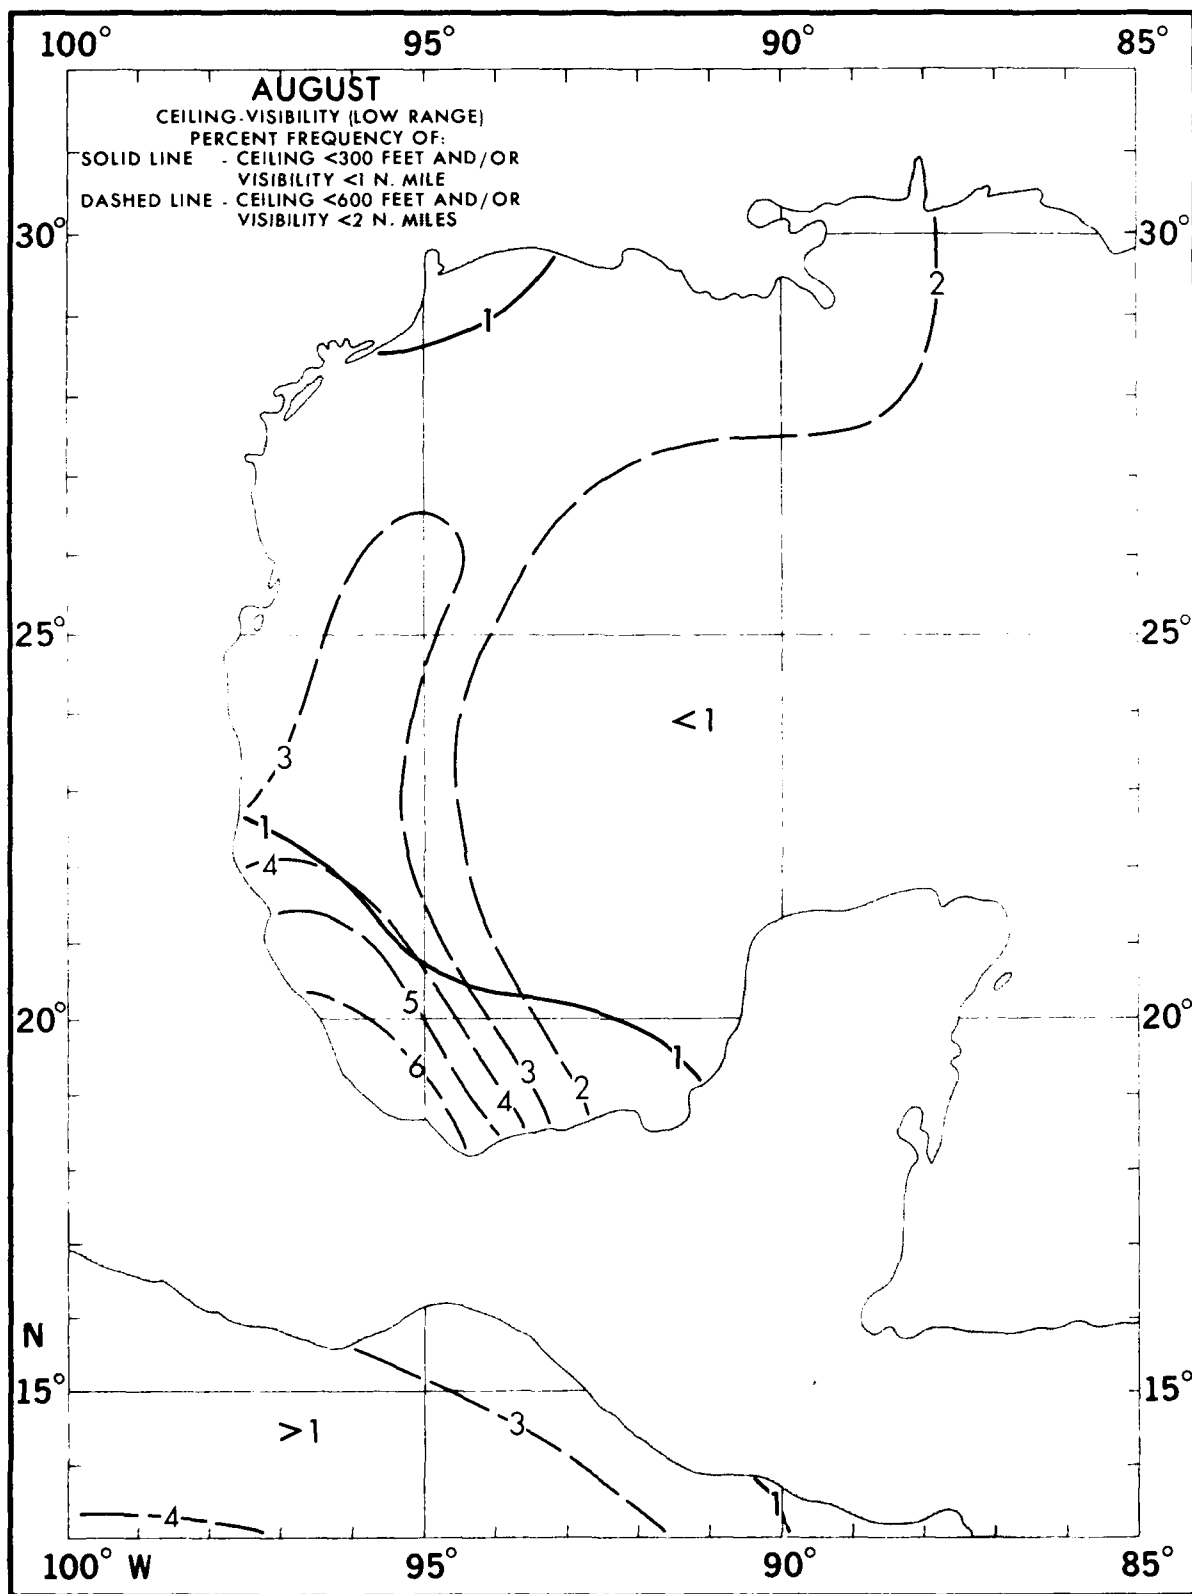 100° 95° 90° 85°
AUGUST
CEILING-VISIBILITY (LOW RANGE)
PERCENT FREQUENCY OF:
SOLID LINE - CEILING <300 FEET AND/OR
VISIBILITY <1 N. MILE
DASHED LINE - CEILING <600 FEET AND/OR
VISIBILITY <2 N. MILES
30° 30°
2
1
25° 25°
<1
3
1
4
20° 5 20°
1
6 3
4 2
N
15° 15°
3
>1
1
4
100° W 95° 90° 85°